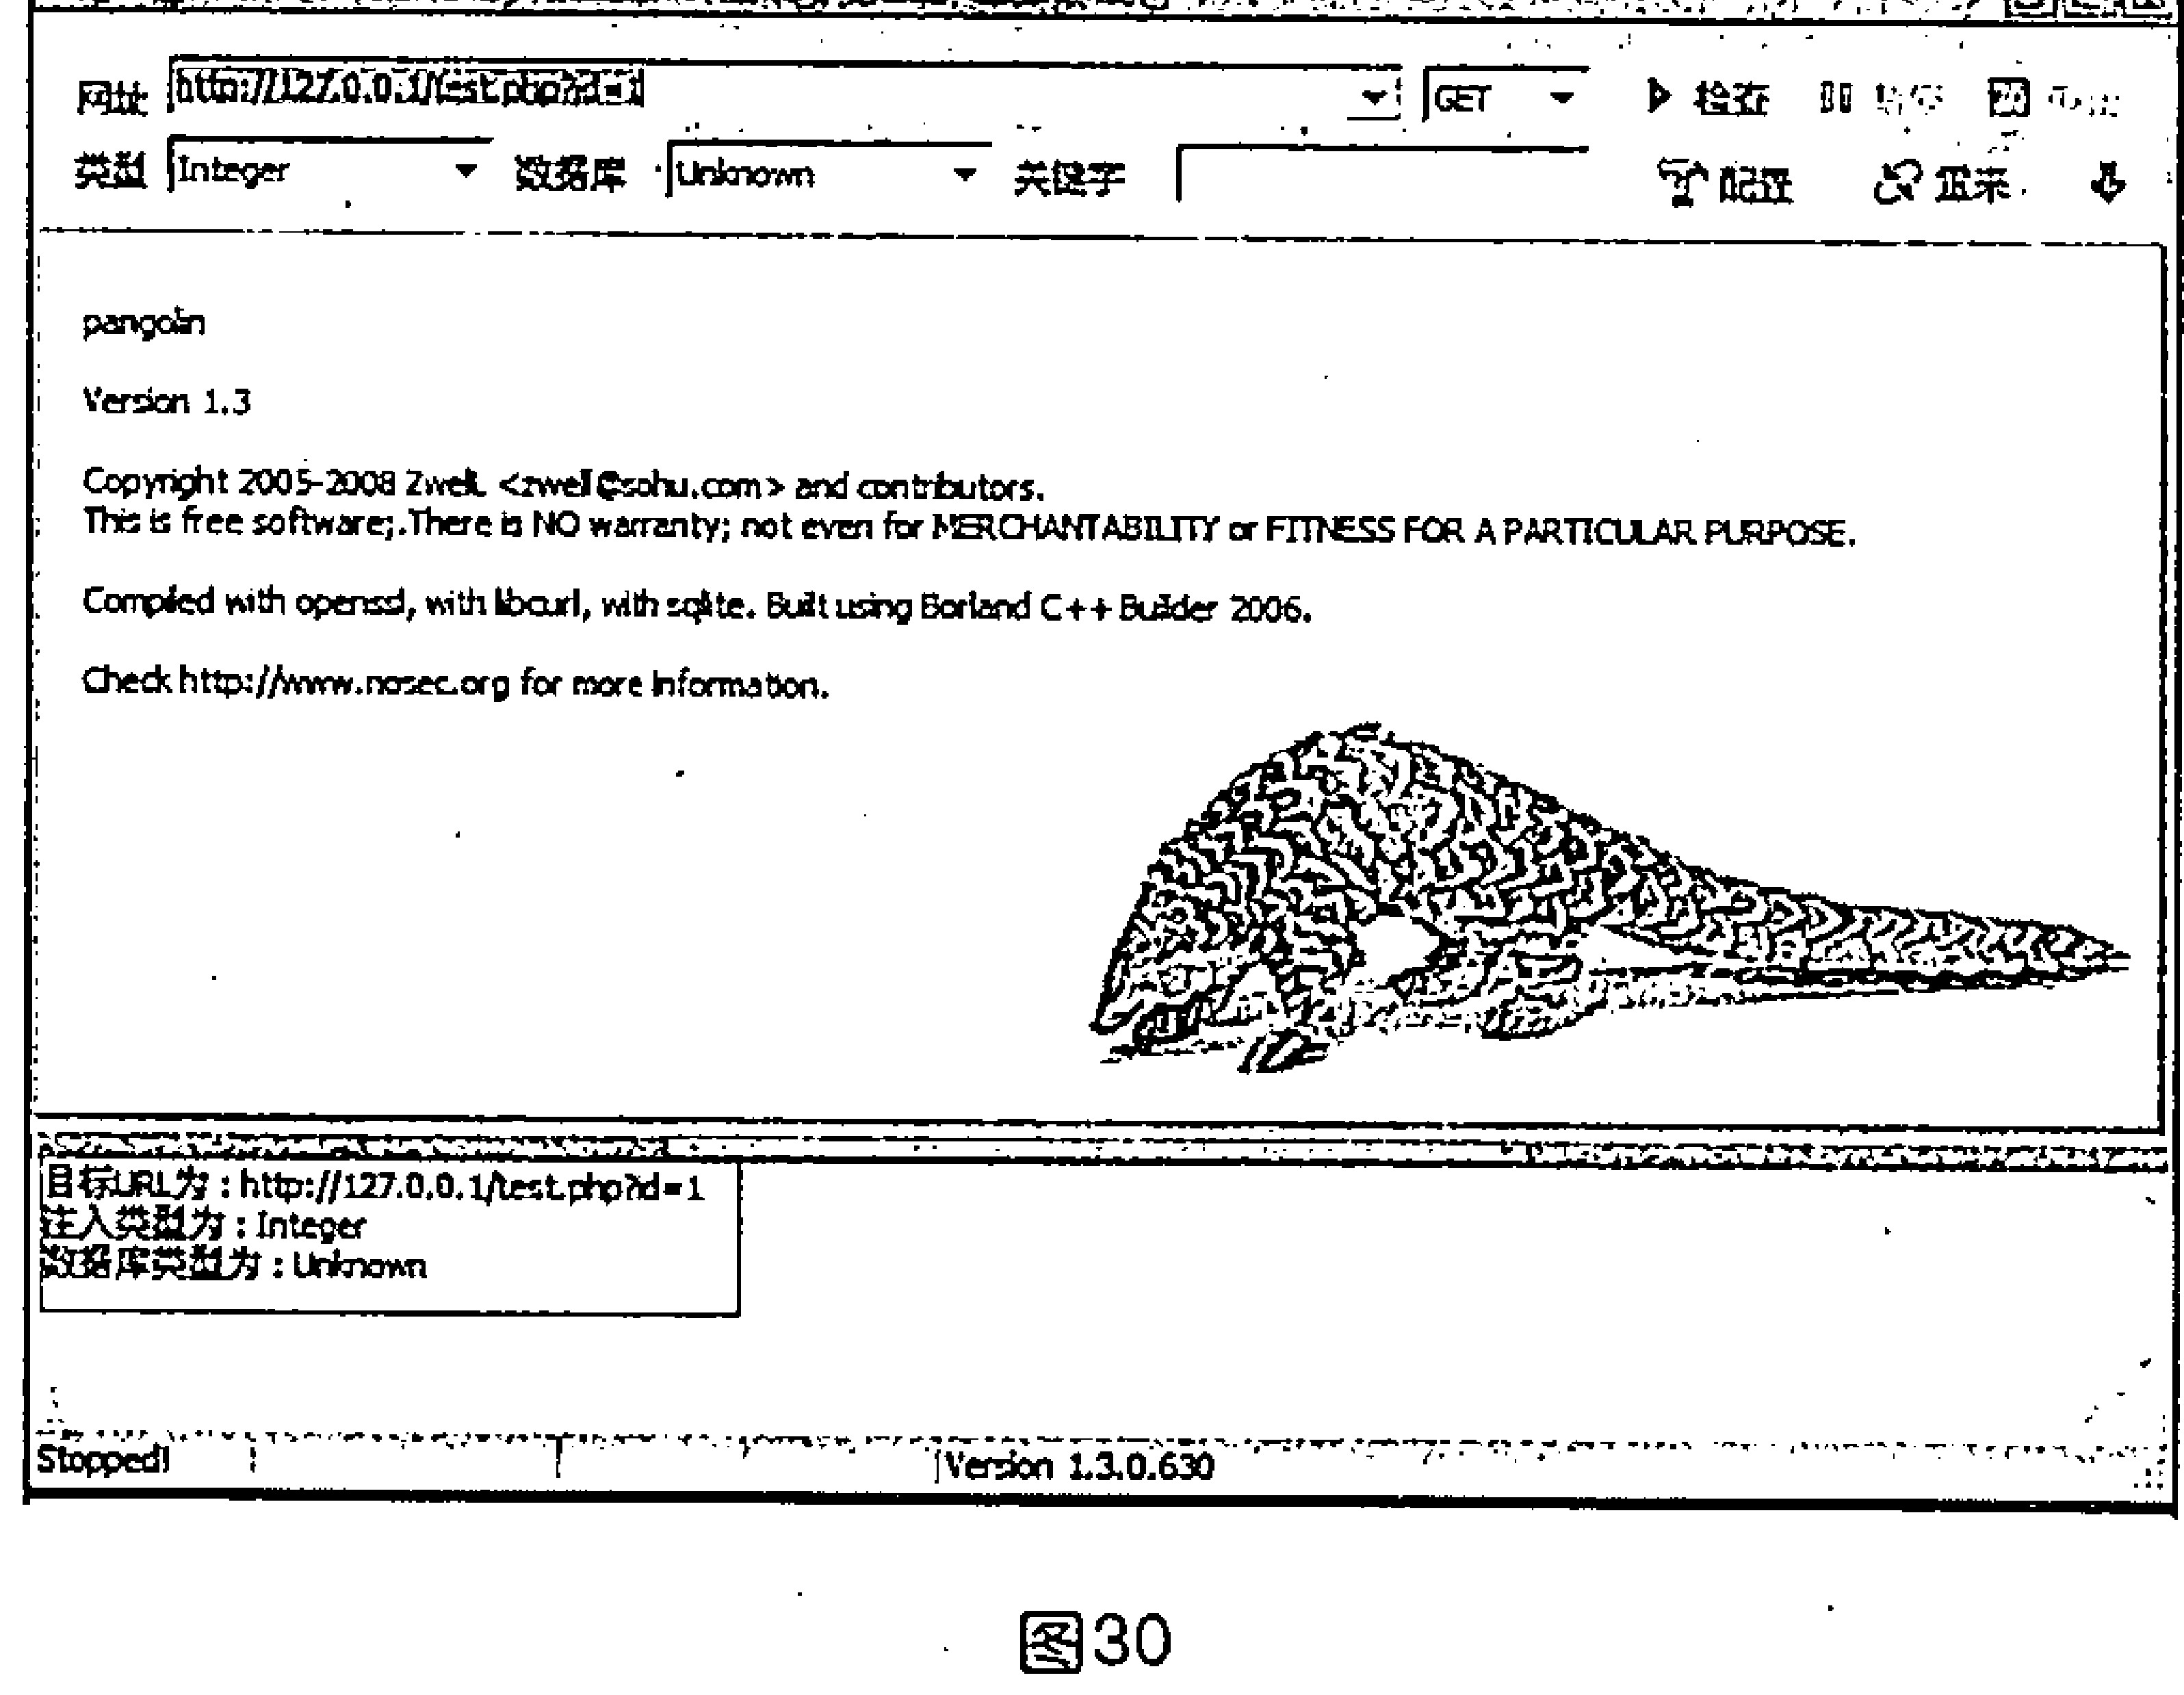 网址 http://127.0.0.1/test.php?id=1 GET 检查
类型 Integer 数据库 Unknown 关键字 配置
pangolin
Version 1.3
Copyright 2005-2008 Zwell. <zwell@sohu.com> and contributors.
This is free software; There is NO warranty; not even for MERCHANTABILITY or FITNESS FOR A PARTICULAR PURPOSE.
Compiled with openssl, with libcurl, with sqlite. Built using Borland C++ Builder 2006.
Check http://www.nosec.org for more information.
目标URL为 : http://127.0.0.1/test.php?id=1
注入类型为 : Integer
数据库类型为 : Unknown
Stopped! Version 1.3.0.630
图30